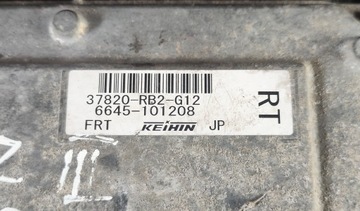 37820-RB2-G12
6645-101208
FRT KEIHIN JP
RT